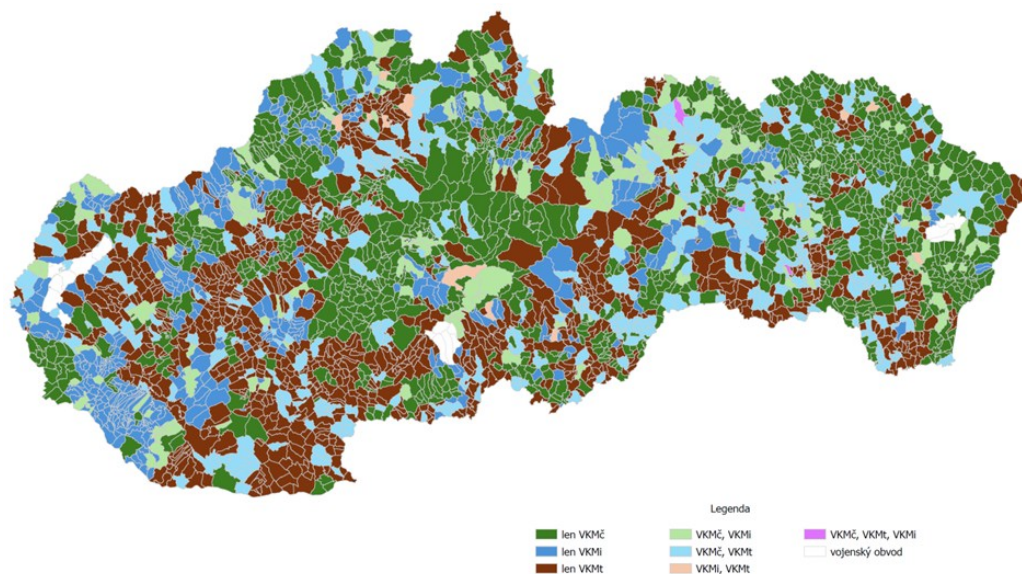 Legenda
len VKMč
VKMč, VKMi
VKMč, VKMt, VKMi
len VKMi
VKMč, VKMt
vojenský obvod
len VKMt
VKMi, VKMt